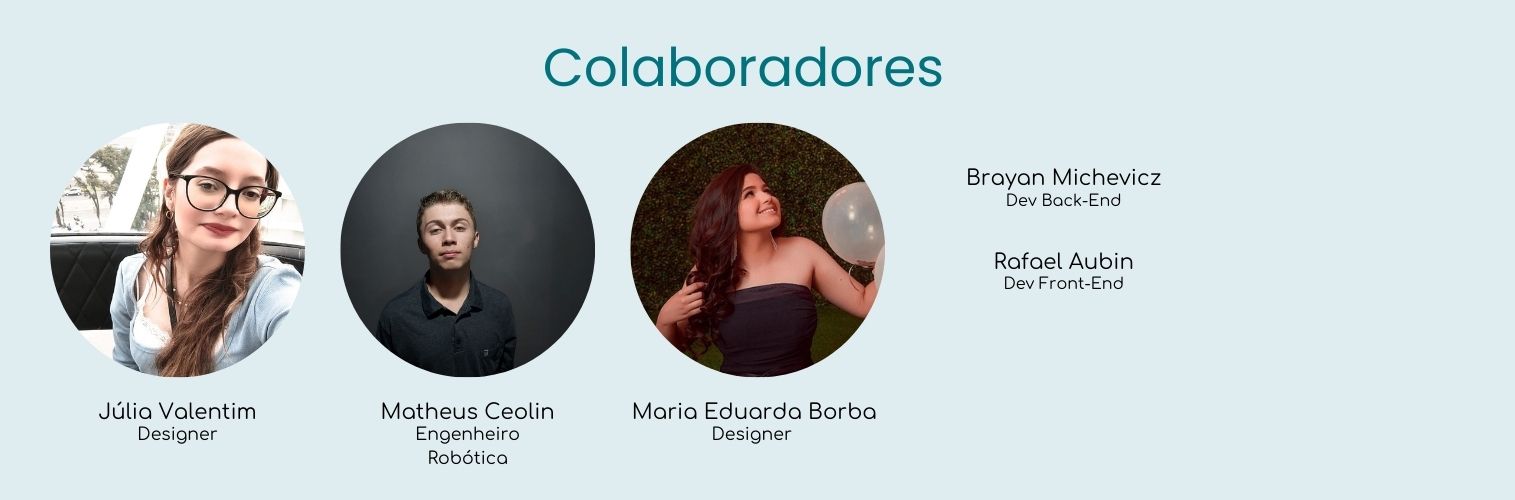 Colaboradores
Júlia Valentim
Designer
Matheus Ceolin
Engenheiro
Robótica
Maria Eduarda Borba
Designer
Brayan Michevicz
Dev Back-End
Rafael Aubin
Dev Front-End